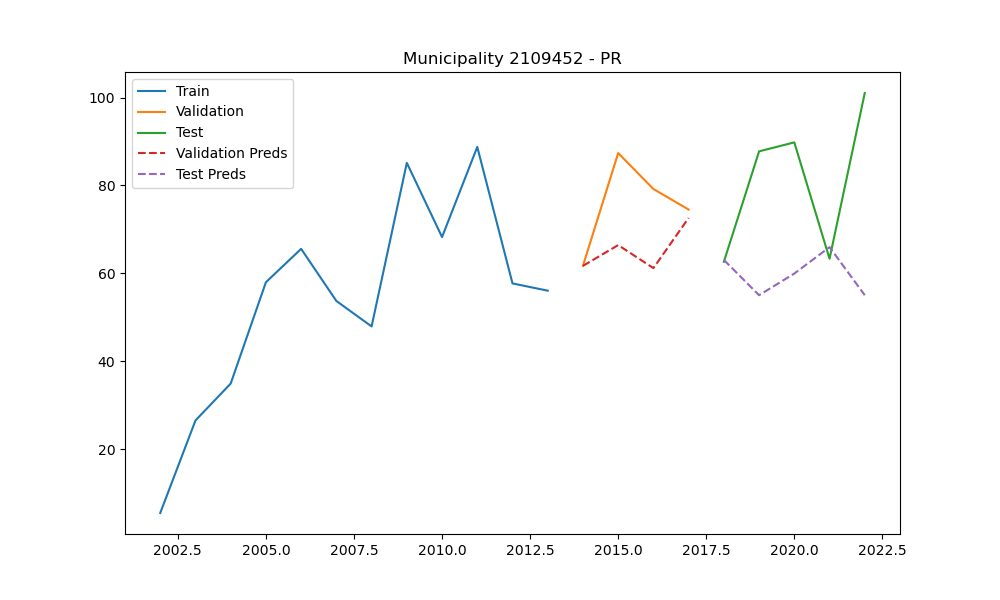 Municipality 2109452 - PR
Train
Validation
Test
Validation Preds
Test Preds
100
80
60
40
20
2002.5 2005.0 2007.5 2010.0 2012.5 2015.0 2017.5 2020.0 2022.5